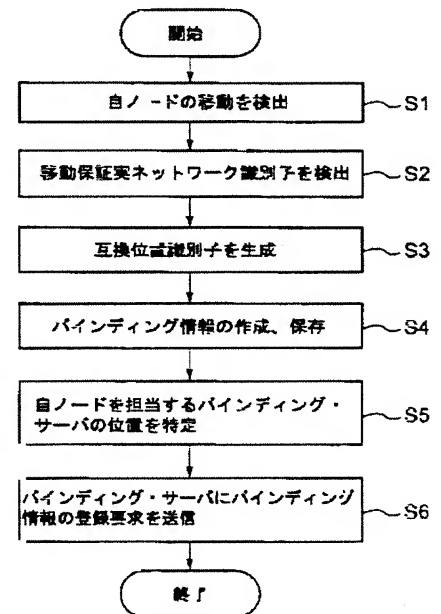 開始
自ノードの移動を検出
S1
移動保証実ネットワーク識別子を検出
S2
互換位置識別子を生成
S3
バインディング情報の作成、保存
S4
自ノードを担当するバインディング・
サーバの位置を特定
S5
バインディング・サーバにバインディング
情報の登録要求を送信
S6
終了